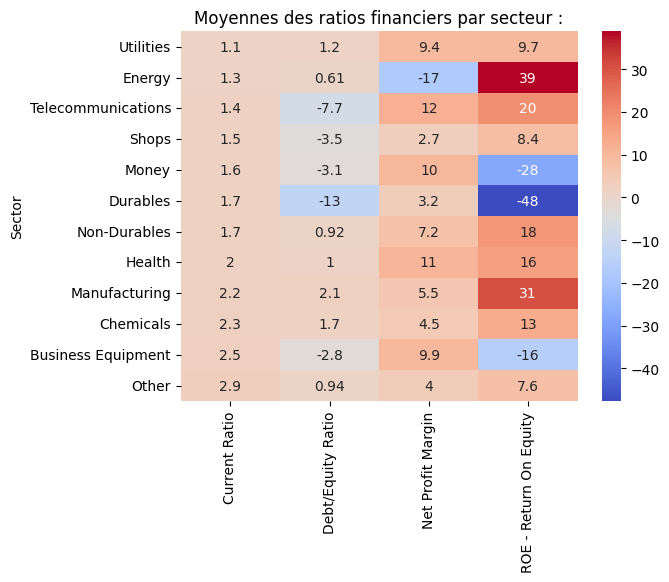 Moyennes des ratios financiers par secteur :
Sector
Utilities 1.1 1.2 9.4 9.7
Energy 1.3 0.61 -17 39
Telecommunications 1.4 -7.7 12 20
Shops 1.5 -3.5 2.7 8.4
Money 1.6 -3.1 10 -28
Durables 1.7 -13 3.2 -48
Non-Durables 1.7 0.92 7.2 18
Health 2 1 11 16
Manufacturing 2.2 2.1 5.5 31
Chemicals 2.3 1.7 4.5 13
Business Equipment 2.5 -2.8 9.9 -16
Other 2.9 0.94 4 7.6
Current Ratio
Debt/Equity Ratio
Net Profit Margin
ROE - Return On Equity
30
20
10
0
−10
−20
−30
−40